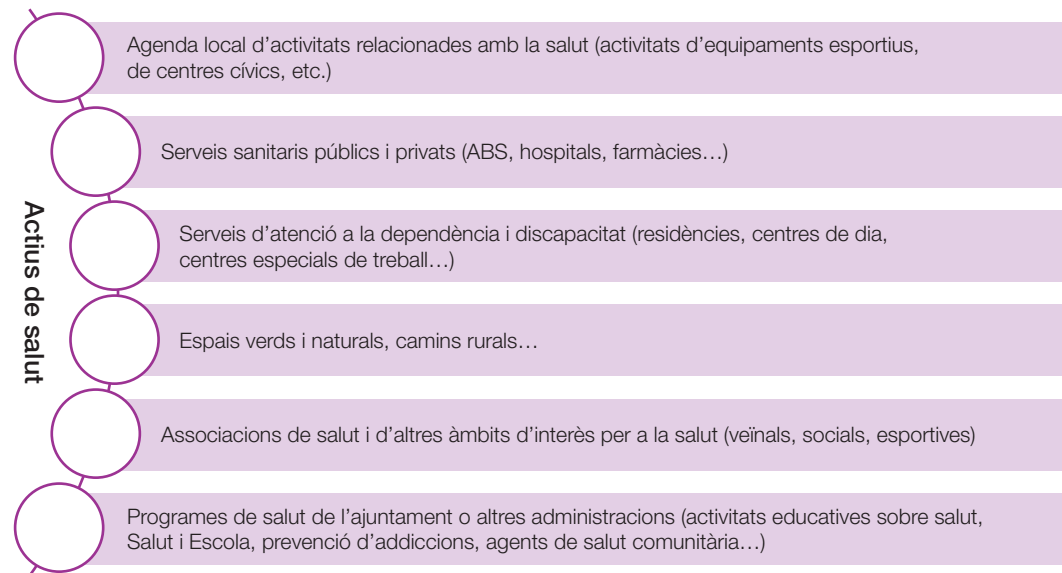 Actius de salut
Agenda local d’activitats relacionades amb la salut (activitats d’equipaments esportius,
de centres cívics, etc.)
Serveis sanitaris públics i privats (ABS, hospitals, farmàcies…)
Serveis d’atenció a la dependència i discapacitat (residències, centres de dia,
centres especials de treball…)
Espais verds i naturals, camins rurals…
Associacions de salut i d’altres àmbits d’interès per a la salut (veïnals, socials, esportives)
Programes de salut de l’ajuntament o altres administracions (activitats educatives sobre salut,
Salut i Escola, prevenció d’addiccions, agents de salut comunitària…)